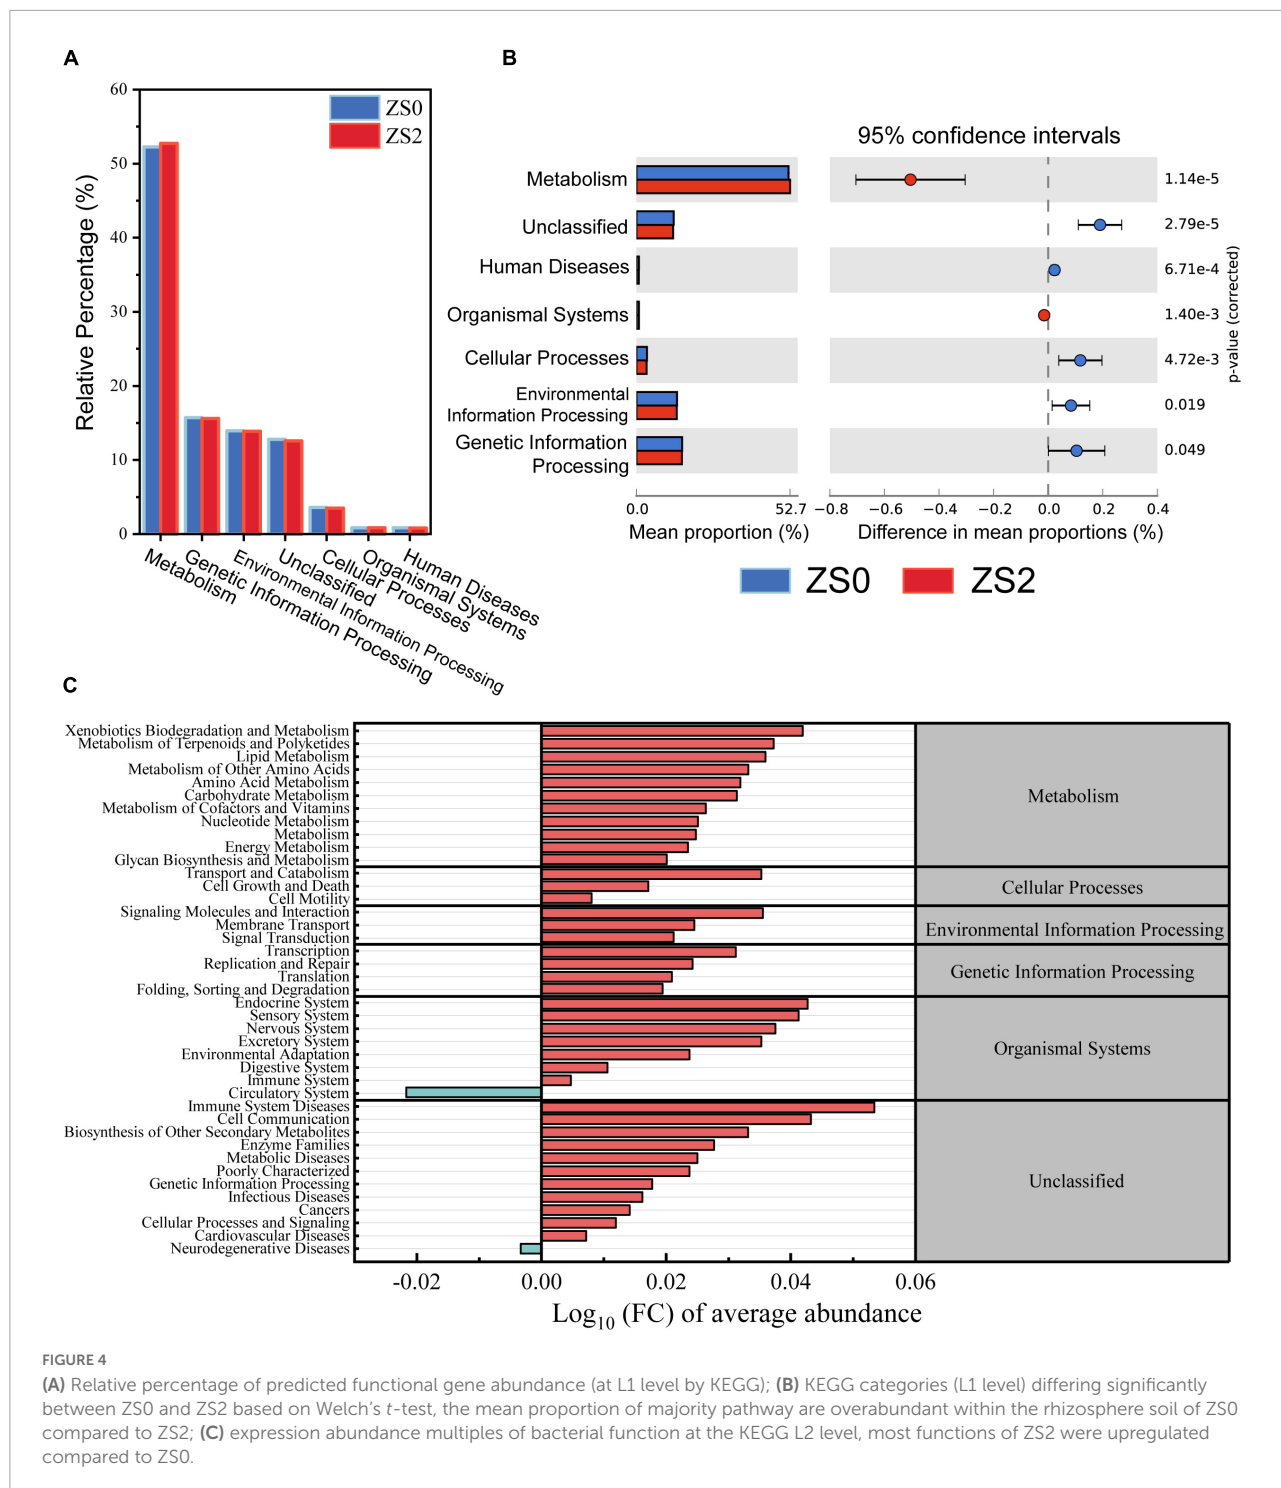 A
60
50
40
30
20
10
0
Relative Percentage (%)
ZS0
ZS2
Metabolism
Genetic Information Processing
Environmental Information Processing
Unclassified
Cellular Processes
Organismal Systems
Human Diseases
B
95% confidence intervals
Metabolism
1.14e-5
Unclassified
2.79e-5
Human Diseases
6.71e-4
Organismal Systems
1.40e-3
Cellular Processes
4.72e-3
Environmental
Information Processing
0.019
Genetic Information
Processing
0.049
p-value (corrected)
0.0 52.7
Mean proportion (%)
−0.8 −0.6 −0.4 −0.2 0.0 0.2 0.4
Difference in mean proportions (%)
ZS0 ZS2
C
Xenobiotics Biodegradation and Metabolism
Metabolism of Terpenoids and Polyketides
Lipid Metabolism
Metabolism of Other Amino Acids
Amino Acid Metabolism
Carbohydrate Metabolism
Metabolism of Cofactors and Vitamins
Nucleotide Metabolism
Metabolism
Energy Metabolism
Glycan Biosynthesis and Metabolism
Metabolism
Transport and Catabolism
Cell Growth and Death
Cell Motility
Cellular Processes
Signaling Molecules and Interaction
Membrane Transport
Signal Transduction
Environmental Information Processing
Transcription
Replication and Repair
Translation
Folding, Sorting and Degradation
Genetic Information Processing
Endocrine System
Sensory System
Nervous System
Excretory System
Environmental Adaptation
Digestive System
Immune System
Circulatory System
Organismal Systems
Immune System Diseases
Cell Communication
Biosynthesis of Other Secondary Metabolites
Enzyme Families
Metabolic Diseases
Poorly Characterized
Genetic Information Processing
Infectious Diseases
Cancers
Cellular Processes and Signaling
Cardiovascular Diseases
Neurodegenerative Diseases
Unclassified
-0.02 0.00 0.02 0.04 0.06
Log10 (FC) of average abundance
FIGURE 4
(A) Relative percentage of predicted functional gene abundance (at L1 level by KEGG); (B) KEGG categories (L1 level) differing significantly
between ZS0 and ZS2 based on Welch’s t-test, the mean proportion of majority pathway are overabundant within the rhizosphere soil of ZS0
compared to ZS2; (C) expression abundance multiples of bacterial function at the KEGG L2 level, most functions of ZS2 were upregulated
compared to ZS0.